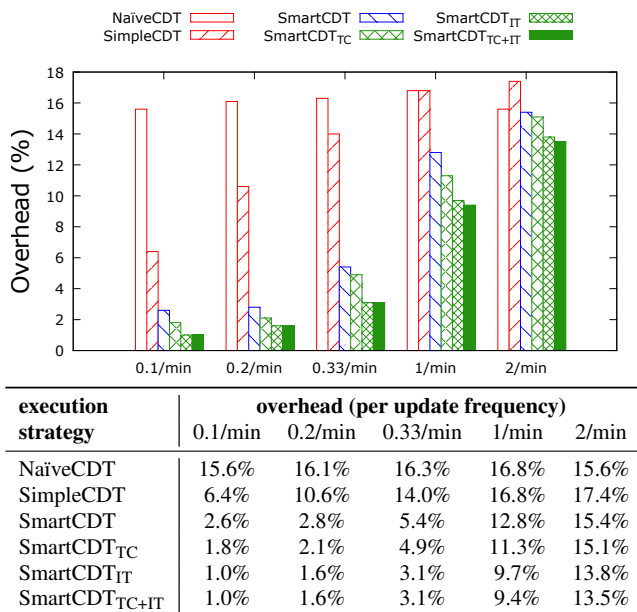 NaïveCDT SmartCDT SmartCDT_IT
SimpleCDT SmartCDT_TC SmartCDT_TC+IT
Overhead (%)
18
16
14
12
10
8
6
4
2
0
0.1/min 0.2/min 0.33/min 1/min 2/min
execution overhead (per update frequency)
strategy 0.1/min 0.2/min 0.33/min 1/min 2/min
NaïveCDT 15.6% 16.1% 16.3% 16.8% 15.6%
SimpleCDT 6.4% 10.6% 14.0% 16.8% 17.4%
SmartCDT 2.6% 2.8% 5.4% 12.8% 15.4%
SmartCDT_TC 1.8% 2.1% 4.9% 11.3% 15.1%
SmartCDT_IT 1.0% 1.6% 3.1% 9.7% 13.8%
SmartCDT_TC+IT 1.0% 1.6% 3.1% 9.4% 13.5%